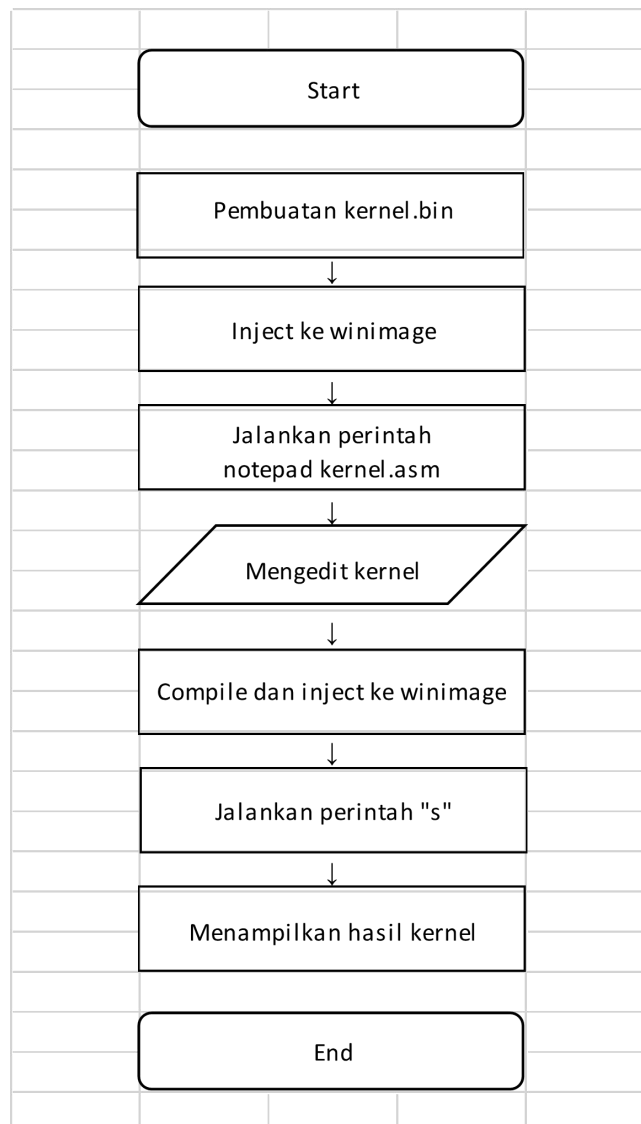 Start
Pembuatan kernel.bin
↓
Inject ke winimage
↓
Jalankan perintah
notepad kernel.asm
↓
Mengedit kernel
↓
Compile dan inject ke winimage
↓
Jalankan perintah "s"
↓
Menampilkan hasil kernel
End